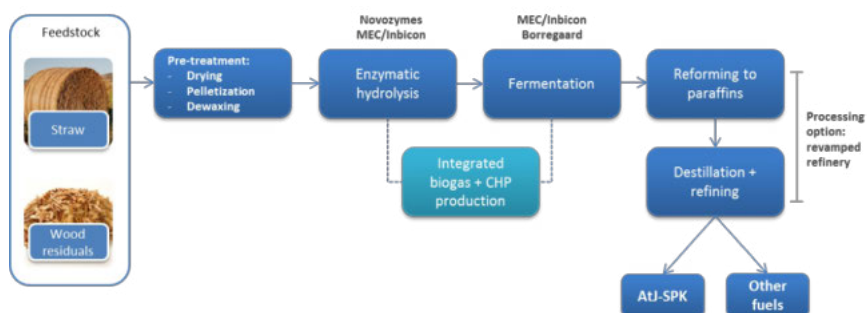 Feedstock
Straw
Wood
residuals
Pre-treatment:
- Drying
- Pelletization
- Dewaxing
Novozymes
MEC/Inbicon
Enzymatic
hydrolysis
MEC/Inbicon
Borregaard
Fermentation
Integrated
biogas + CHP
production
Reforming to
paraffins
Destillation +
refining
Processing
option:
revamped
refinery
AtJ-SPK
Other
fuels